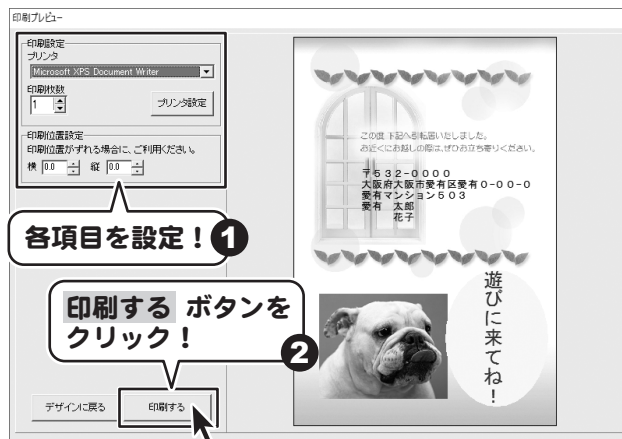 印刷プレビュー
印刷設定
プリンタ
Microsoft XPS Document Writer
印刷枚数
1
プリンタ設定
印刷位置設定
印刷位置がずれる場合に、ご利用ください。
横 0.0 縦 0.0
各項目を設定！❶
印刷する ボタンを
クリック！
❷
デザインに戻る
印刷する
この度 下記へ引越いたしました。
お近くにお越しの際は、ぜひお立ち寄りください。
〒532-0000
大阪府大阪市愛有区愛有０-００-０
愛有マンション５０３
愛有 太郎
花子
遊びに来てね！